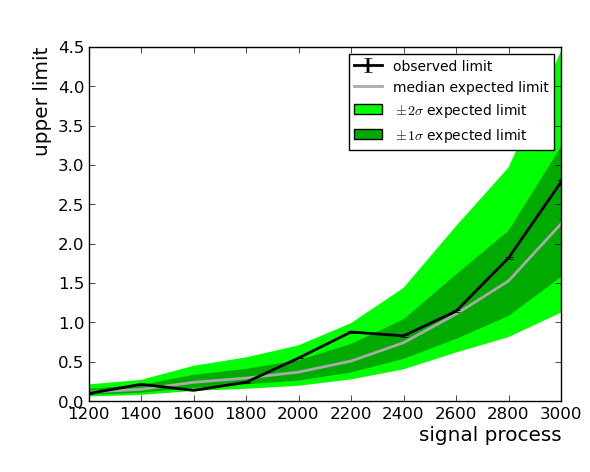 upper limit
4.5
4.0
3.5
3.0
2.5
2.0
1.5
1.0
0.5
0.0
observed limit
median expected limit
±2σ expected limit
±1σ expected limit
1200 1400 1600 1800 2000 2200 2400 2600 2800 3000
signal process